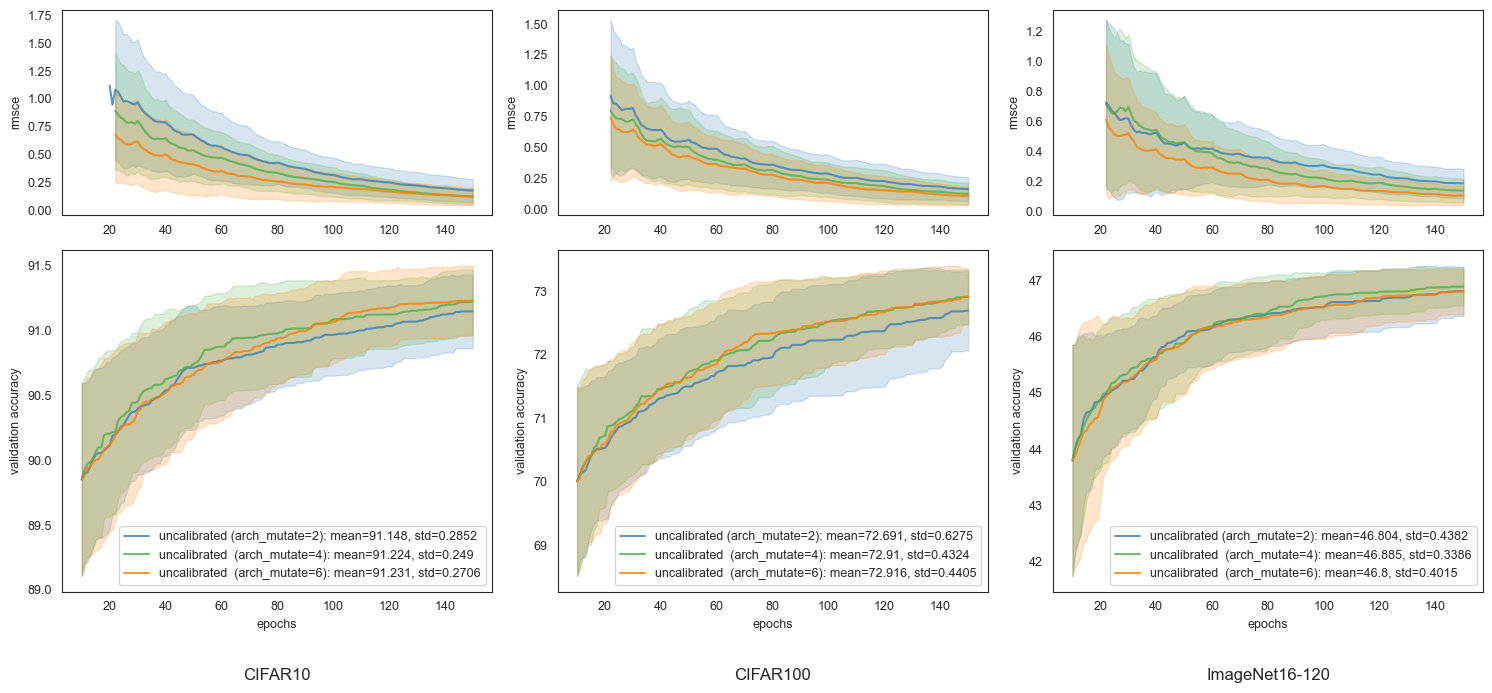 1.75
1.50
1.25
1.00
0.75
0.50
0.25
0.00
rmsce
20 40 60 80 100 120 140
1.50
1.25
1.00
0.75
0.50
0.25
0.00
rmsce
20 40 60 80 100 120 140
1.2
1.0
0.8
0.6
0.4
0.2
0.0
rmsce
20 40 60 80 100 120 140
91.5
91.0
90.5
90.0
89.5
89.0
validation accuracy
uncalibrated (arch_mutate=2): mean=91.148, std=0.2852
uncalibrated  (arch_mutate=4): mean=91.224, std=0.249
uncalibrated  (arch_mutate=6): mean=91.231, std=0.2706
20 40 60 80 100 120 140
epochs
73
72
71
70
69
validation accuracy
uncalibrated (arch_mutate=2): mean=72.691, std=0.6275
uncalibrated  (arch_mutate=4): mean=72.91, std=0.4324
uncalibrated  (arch_mutate=6): mean=72.916, std=0.4405
20 40 60 80 100 120 140
epochs
47
46
45
44
43
42
validation accuracy
uncalibrated (arch_mutate=2): mean=46.804, std=0.4382
uncalibrated  (arch_mutate=4): mean=46.885, std=0.3386
uncalibrated  (arch_mutate=6): mean=46.8, std=0.4015
20 40 60 80 100 120 140
epochs
CIFAR10
CIFAR100
ImageNet16-120